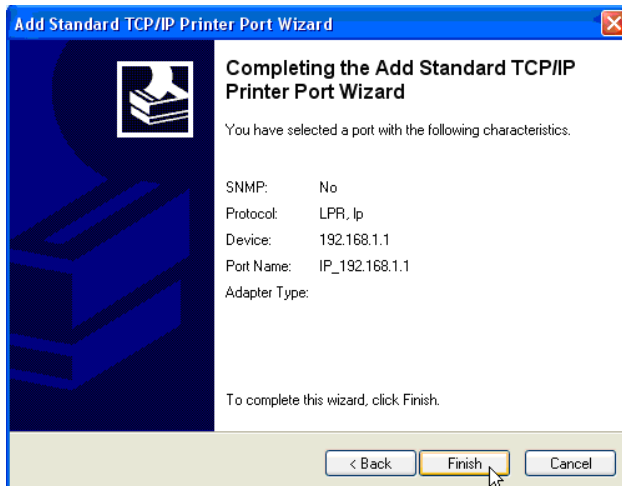 Add Standard TCP/IP Printer Port Wizard
Completing the Add Standard TCP/IP
Printer Port Wizard
You have selected a port with the following characteristics.
SNMP: No
Protocol: LPR, lp
Device: 192.168.1.1
Port Name: IP_192.168.1.1
Adapter Type:
To complete this wizard, click Finish.
< Back Finish Cancel